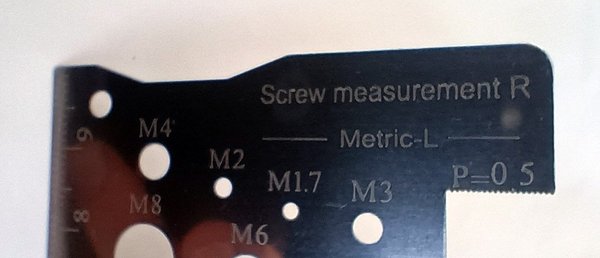 Screw measurement R
Metric-L
M4
M2
M1.7
M3
P=0 5
M8
M6
9
8